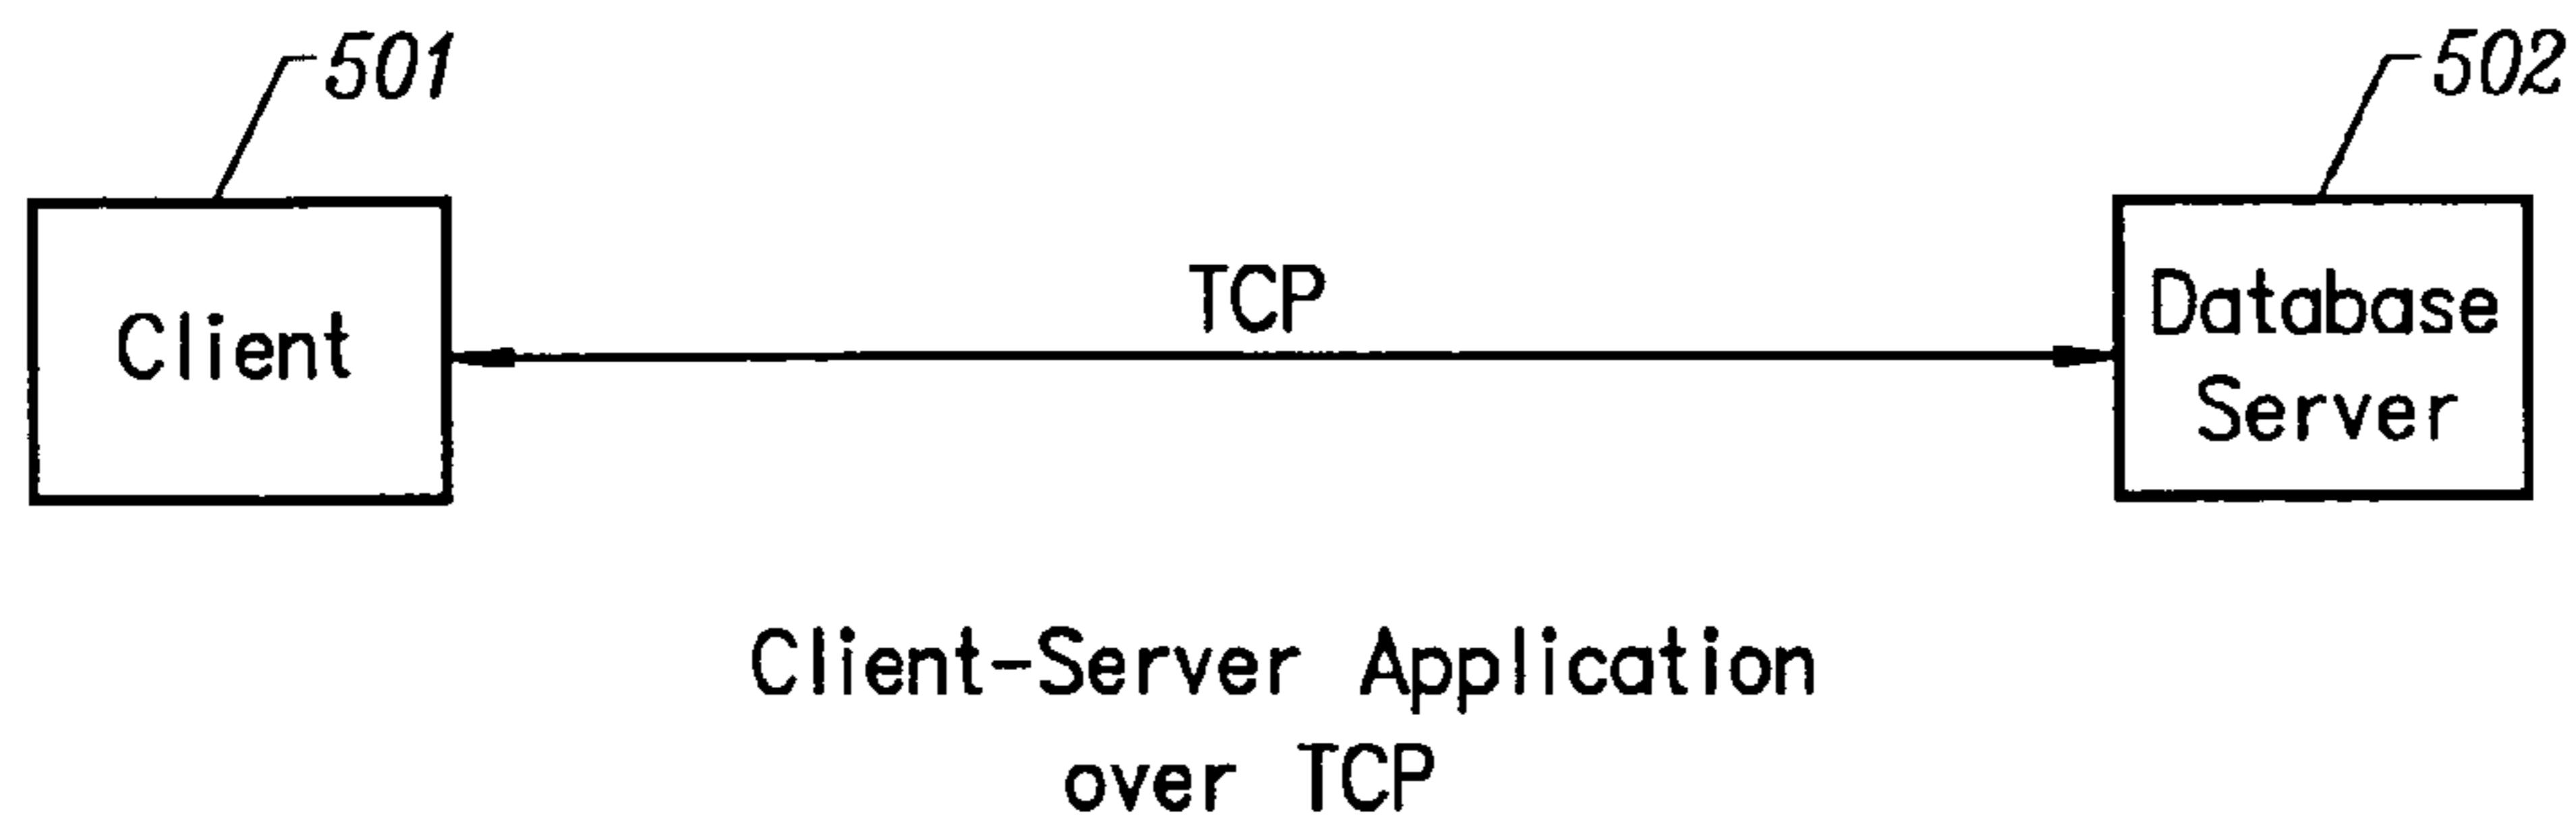 501
502
Client
TCP
Database
Server
Client-Server Application
over TCP